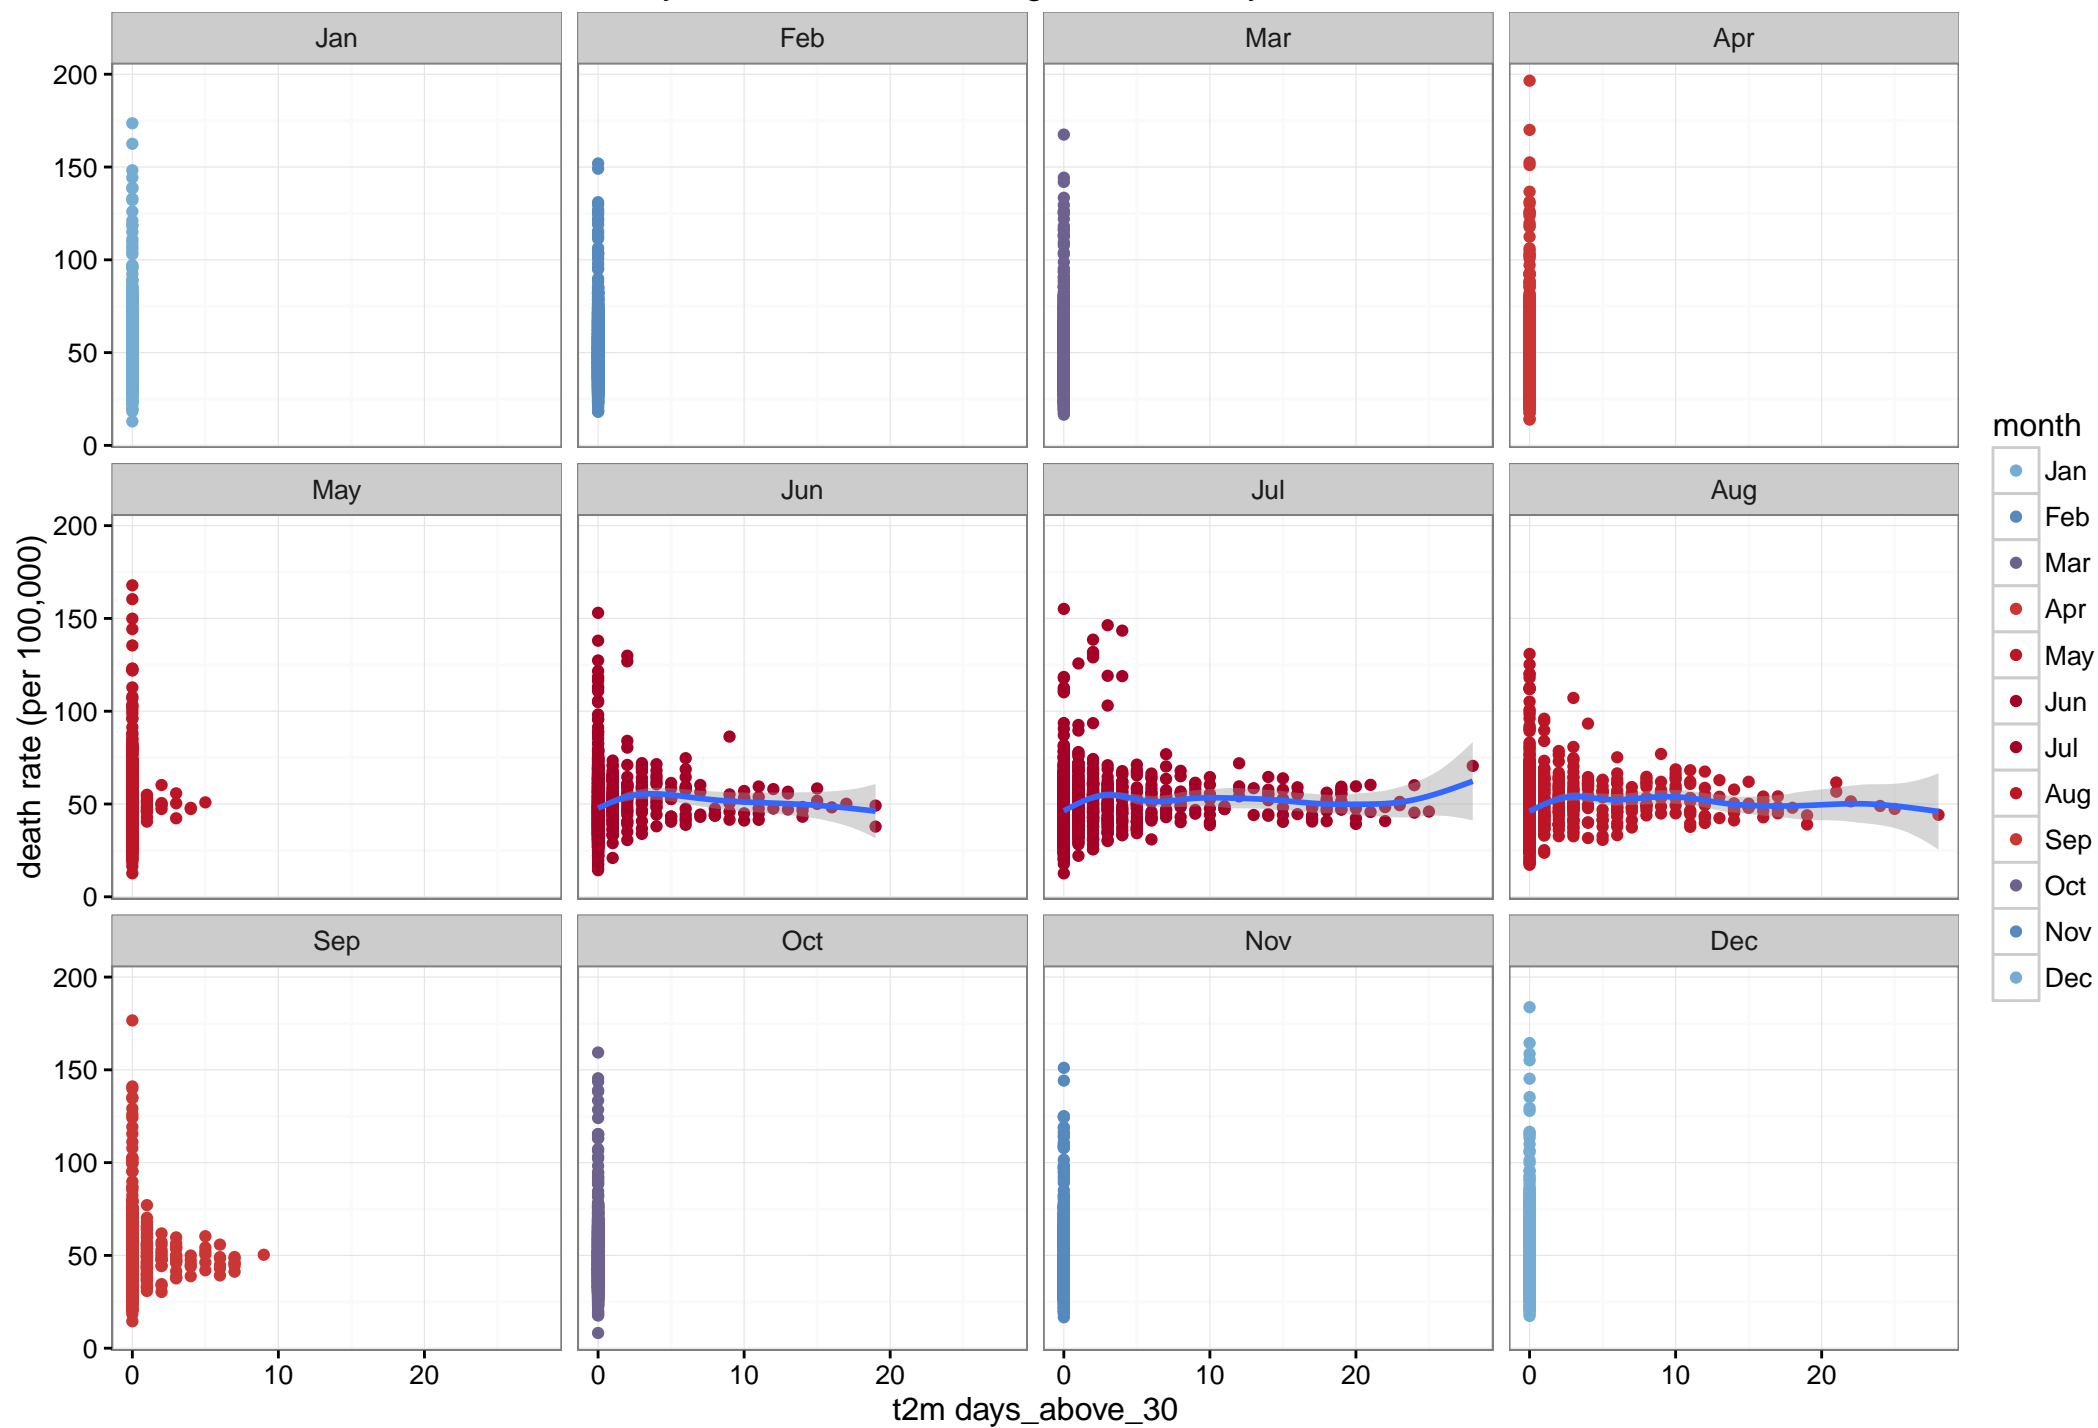 Jan Feb Mar Apr
200
150
100
50
0
May Jun Jul Aug
200
150
100
50
0
Sep Oct Nov Dec
200
150
100
50
0
0 10 20 0 10 20 0 10 20 0 10 20
t2m days_above_30
death rate (per 100,000)
month
Jan
Feb
Mar
Apr
May
Jun
Jul
Aug
Sep
Oct
Nov
Dec